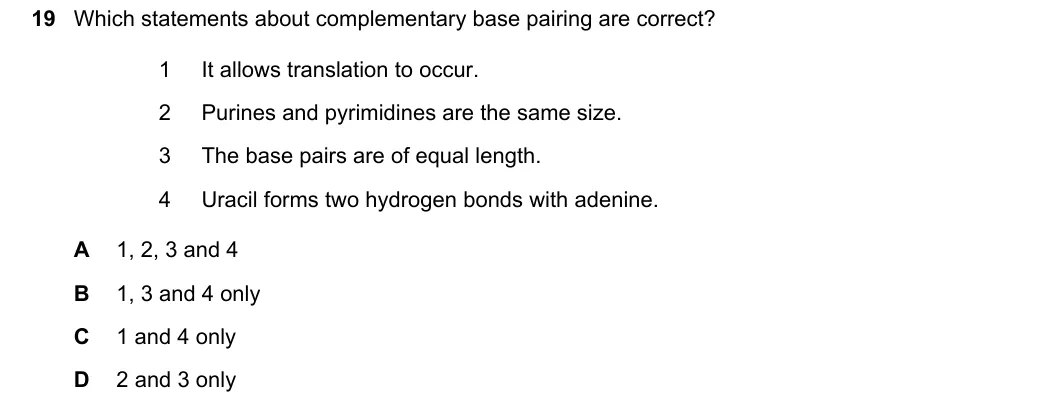 19 Which statements about complementary base pairing are correct?
1 It allows translation to occur.
2 Purines and pyrimidines are the same size.
3 The base pairs are of equal length.
4 Uracil forms two hydrogen bonds with adenine.
A 1, 2, 3 and 4
B 1, 3 and 4 only
C 1 and 4 only
D 2 and 3 only